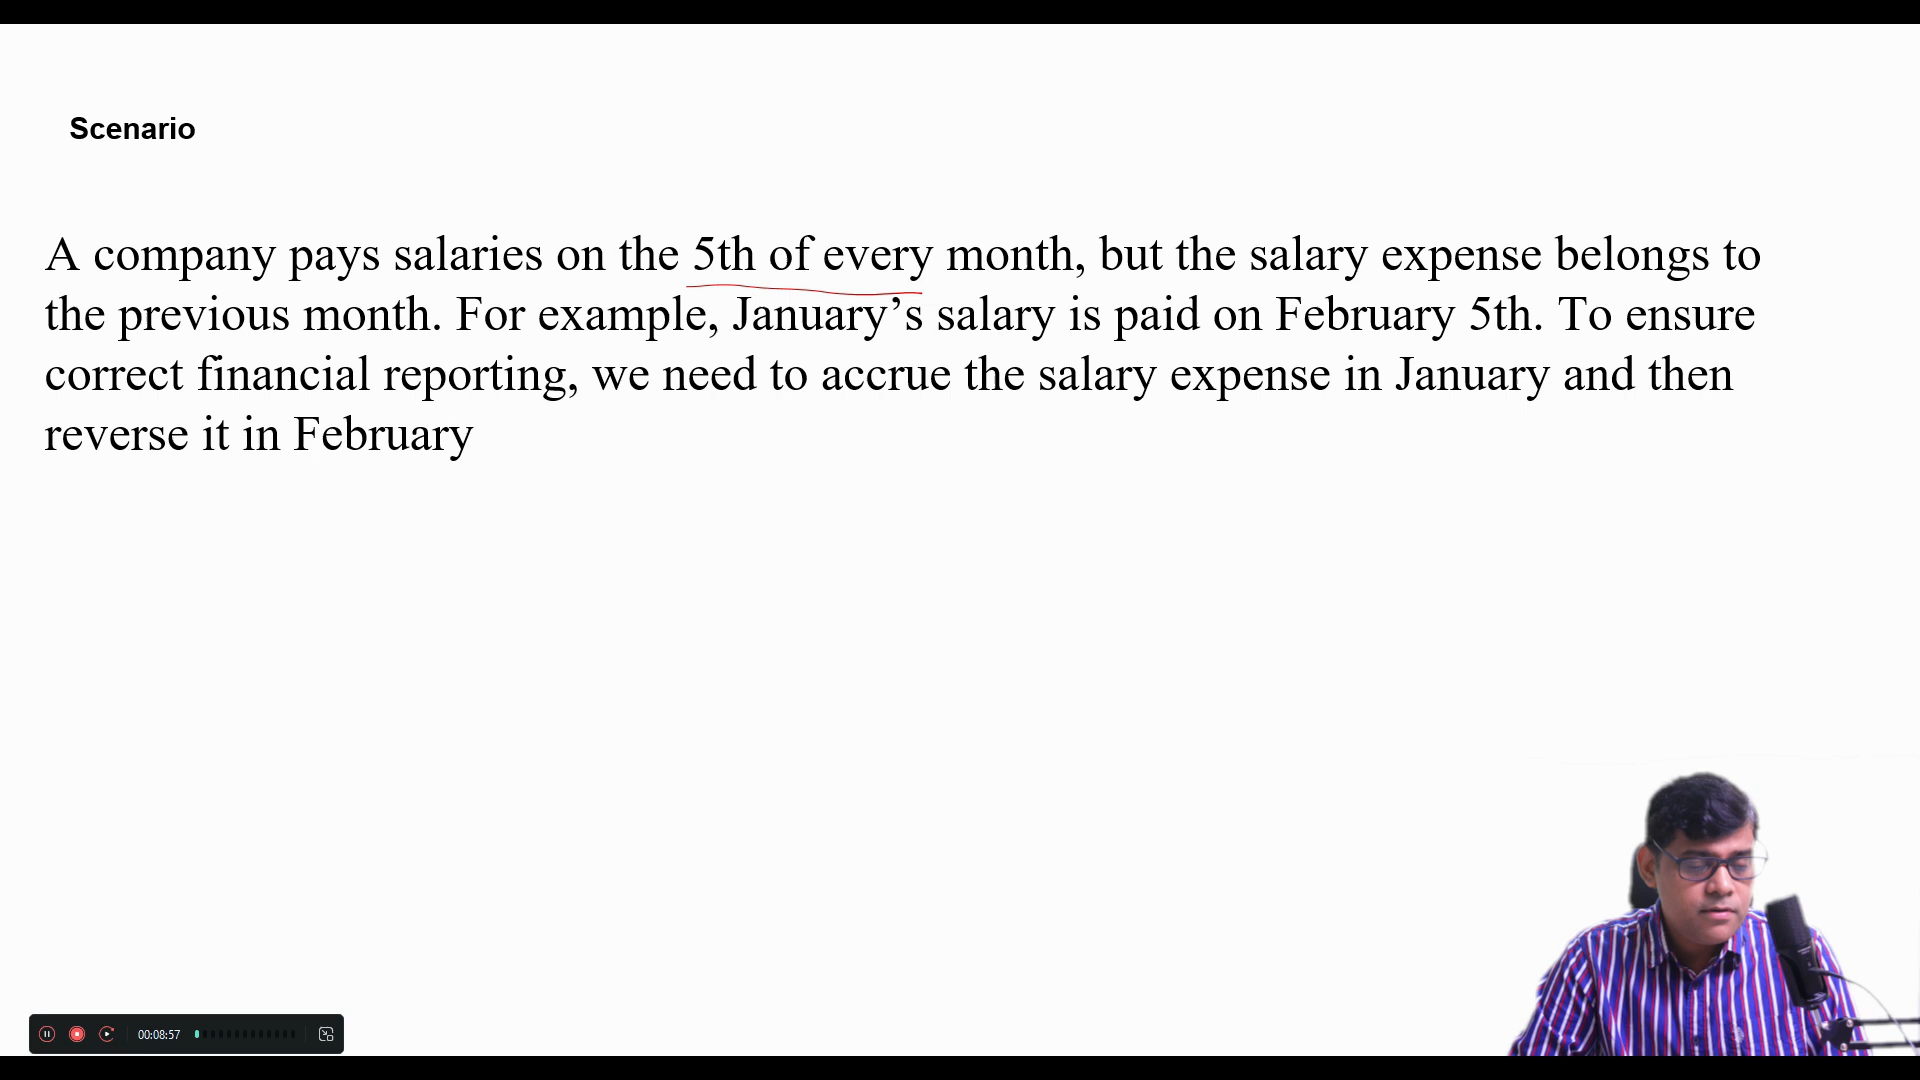 Scenario
A company pays salaries on the 5th of every month, but the salary expense belongs to
the previous month. For example, January’s salary is paid on February 5th. To ensure
correct financial reporting, we need to accrue the salary expense in January and then
reverse it in February
00:08:57